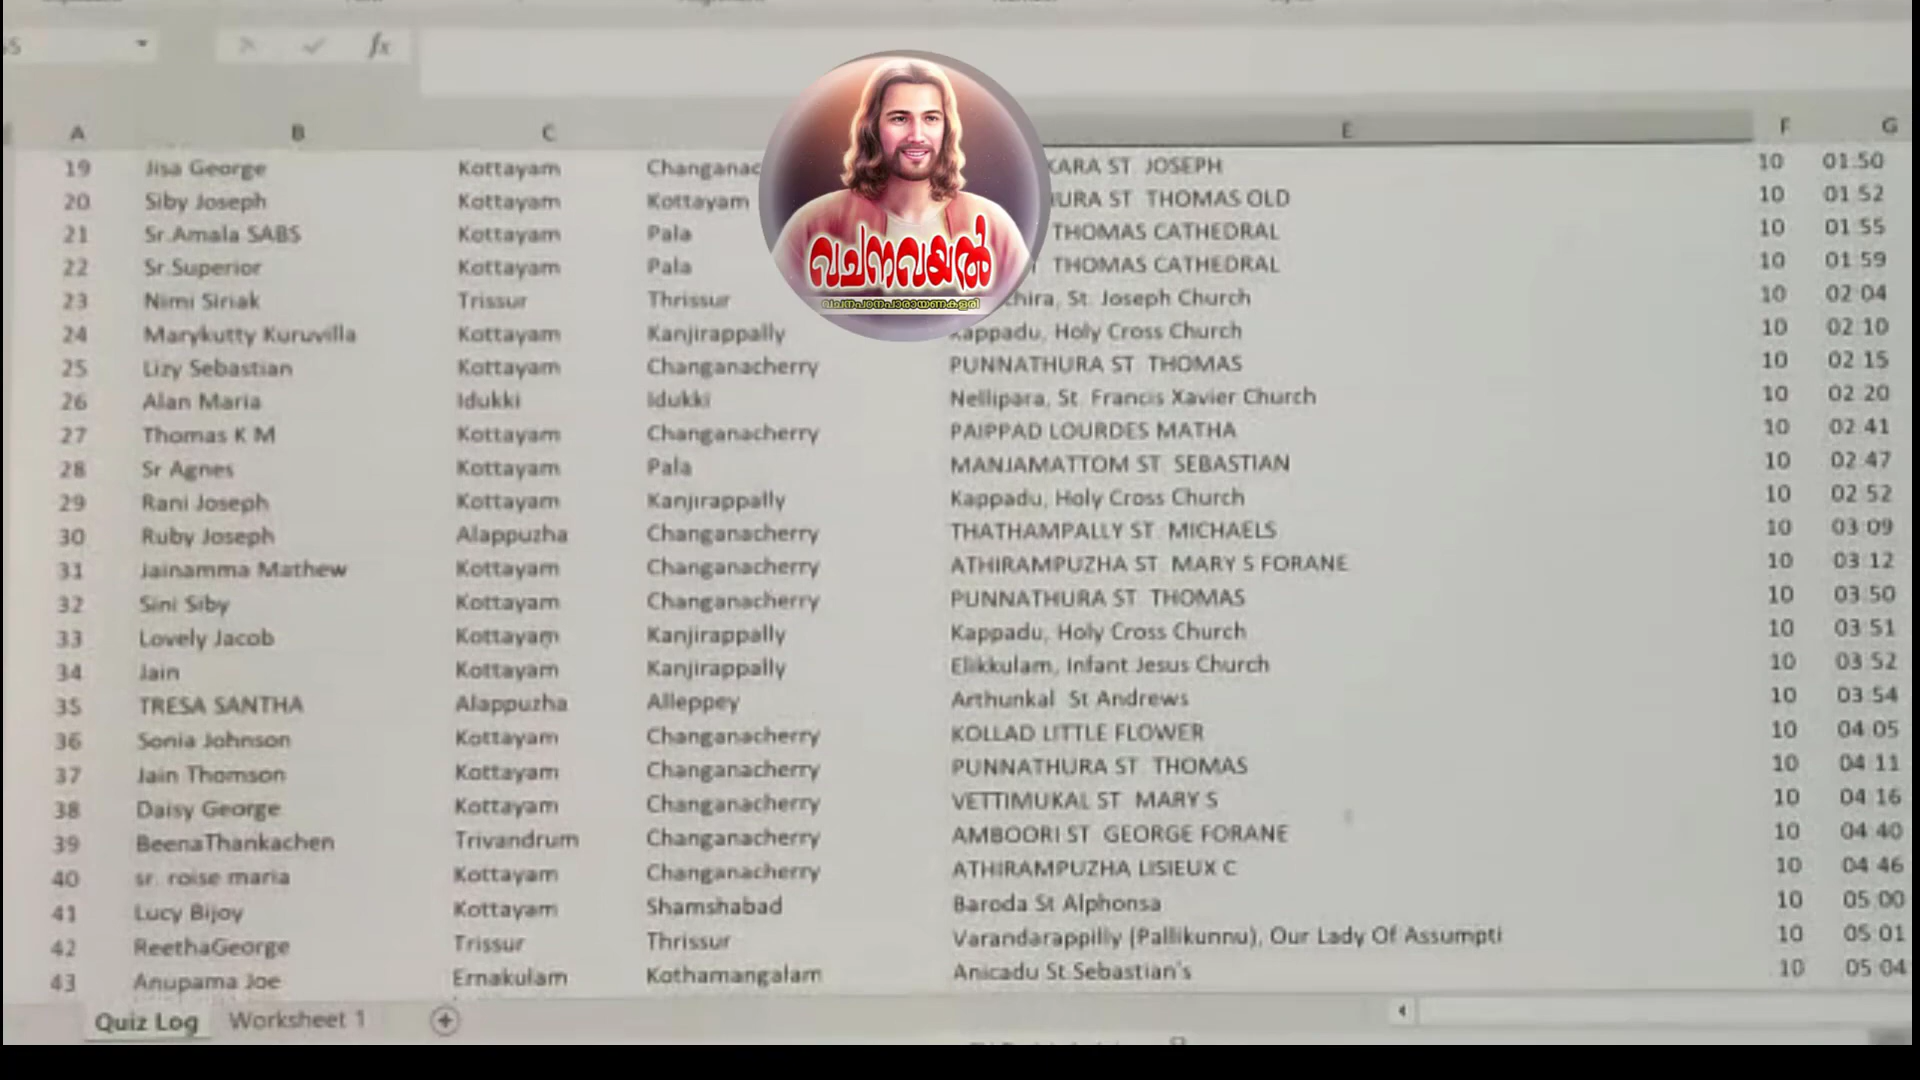 fx
A B C E F G
19 Jisa George Kottayam Changanac KARA ST JOSEPH 10 01:50
20 Siby Joseph Kottayam Kottayam URA ST THOMAS OLD 10 01 52
21 Sr.Amala SABS Kottayam Pala THOMAS CATHEDRAL 10 01 55
22 Sr.Superior Kottayam Pala THOMAS CATHEDRAL 10 01 59
23 Nimi Siriak Trissur Thrissur chira, St. Joseph Church 10 02 04
24 Marykutty Kuruvilla Kottayam Kanjirappally Kappadu, Holy Cross Church 10 02 10
25 Lizy Sebastian Kottayam Changanacherry PUNNATHURA ST THOMAS 10 02 15
26 Alan Maria Idukki Idukki Nellipara, St. Francis Xavier Church 10 02 20
27 Thomas K M Kottayam Changanacherry PAIPPAD LOURDES MATHA 10 02 41
28 Sr Agnes Kottayam Pala MANJAMATTOM ST SEBASTIAN 10 02 47
29 Rani Joseph Kottayam Kanjirappally Kappadu, Holy Cross Church 10 02 52
30 Ruby Joseph Alappuzha Changanacherry THATHAMPALLY ST MICHAELS 10 03 09
31 Jainamma Mathew Kottayam Changanacherry ATHIRAMPUZHA ST MARY S FORANE 10 03 12
32 Sini Siby Kottayam Changanacherry PUNNATHURA ST THOMAS 10 03 50
33 Lovely Jacob Kottayam Kanjirappally Kappadu, Holy Cross Church 10 03 51
34 Jain Kottayam Kanjirappally Elikkulam, Infant Jesus Church 10 03 52
35 TRESA SANTHA Alappuzha Alleppey Arthunkal St Andrews 10 03 54
36 Sonia Johnson Kottayam Changanacherry KOLLAD LITTLE FLOWER 10 04 05
37 Jain Thomson Kottayam Changanacherry PUNNATHURA ST THOMAS 10 04 11
38 Daisy George Kottayam Changanacherry VETTIMUKAL ST MARY S 10 04 16
39 BeenaThankachen Trivandrum Changanacherry AMBOORI ST GEORGE FORANE 10 04 40
40 sr. roise maria Kottayam Changanacherry ATHIRAMPUZHA LISIEUX C 10 04 46
41 Lucy Bijoy Kottayam Shamshabad Baroda St Alphonsa 10 05 00
42 ReethaGeorge Trissur Thrissur Varandarappilly (Pallikunnu), Our Lady Of Assumpti 10 05 01
43 Anupama Joe Ernakulam Kothamangalam Anicadu St.Sebastian's 10 05 04
Quiz Log Worksheet 1
വചനവയൽ
വചനപഠനപാരായണകളരി